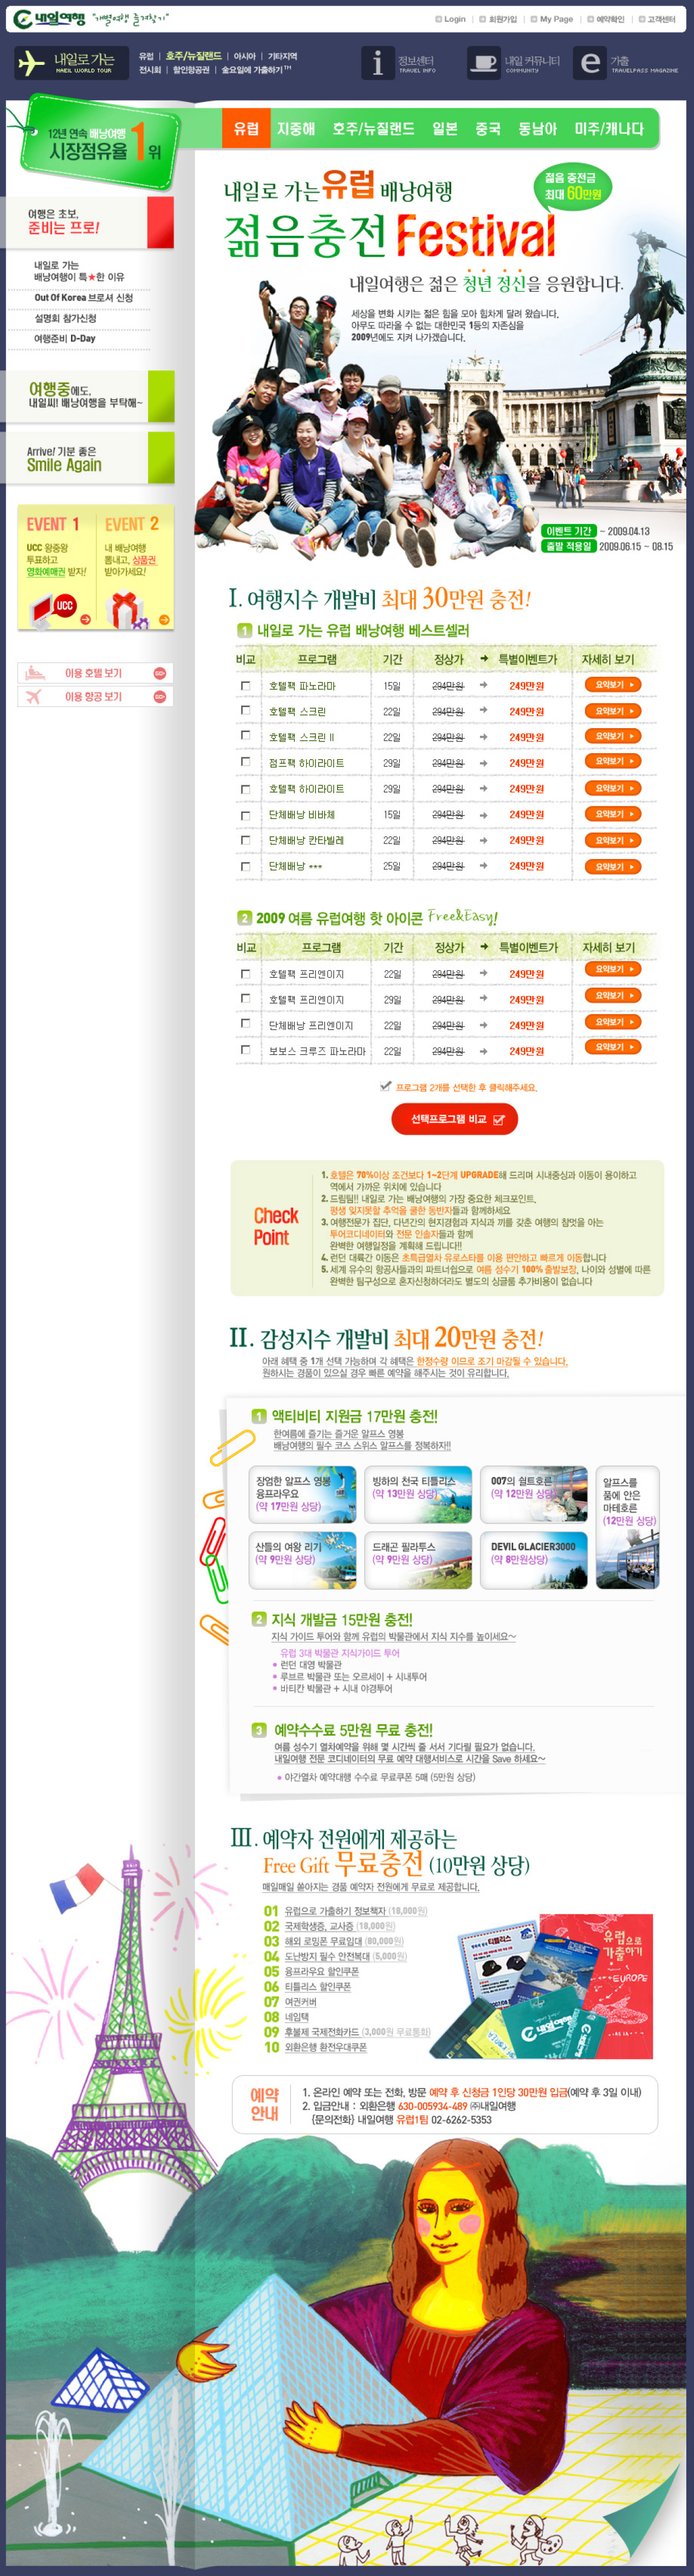 내일여행 "개별여행 즐겨찾기"
Login
회원가입
My Page
예약확인
고객센터
내일로 가는
NAEIL WORLD TOUR
유럽 | 호주/뉴질랜드 | 아시아 | 기타지역
전시회 | 할인항공권 | 금요일에 가출하기™
정보센터
TRAVEL INFO
내일 커뮤니티
COMMUNITY
가출
TRAVELPASS MAGAZINE
12년 연속 배낭여행
시장점유율 1위
유럽 지중해 호주/뉴질랜드 일본 중국 동남아 미주/캐나다
여행은 초보,
준비는 프로!
내일로 가는
배낭여행이 특★한 이유
Out Of Korea 브로셔 신청
설명회 참가신청
여행준비 D-Day
여행중에도,
내일씨! 배낭여행을 부탁해~
Arrive! 기분 좋은
Smile Again
EVENT 1
UCC 왕중왕
투표하고
영화예매권 받자!
UCC
EVENT 2
내 배낭여행
뽐내고, 상품권
받아가세요!
이용 호텔 보기
GO
이용 항공 보기
GO
내일로 가는 유럽 배낭여행
젊음 충전금
최대 60만원
젊음충전 Festival
내일여행은 젊은 청년 정신을 응원합니다.
세상을 변화 시키는 젊은 힘을 모아 힘차게 달려 왔습니다.
아무도 따라올 수 없는 대한민국 1등의 자존심을
2009년에도 지켜 나가겠습니다.
이벤트 기간 ~ 2009.04.13
출발 적용일 2009.06.15 ~ 08.15
I. 여행지수 개발비 최대 30만원 충전!
1 내일로 가는 유럽 배낭여행 베스트셀러
비교 프로그램 기간 정상가 → 특별이벤트가 자세히 보기
호텔팩 파노라마 15일 294만원 → 249만원 요약보기
호텔팩 스크린 22일 294만원 → 249만원 요약보기
호텔팩 스크린 II 22일 294만원 → 249만원 요약보기
점프팩 하이라이트 29일 294만원 → 249만원 요약보기
호텔팩 하이라이트 29일 294만원 → 249만원 요약보기
단체배낭 비바체 15일 294만원 → 249만원 요약보기
단체배낭 칸타빌레 22일 294만원 → 249만원 요약보기
단체배낭 *** 25일 294만원 → 249만원 요약보기
2 2009 여름 유럽여행 핫 아이콘 Free&Easy!
비교 프로그램 기간 정상가 → 특별이벤트가 자세히 보기
호텔팩 프리엔이지 22일 294만원 → 249만원 요약보기
호텔팩 프리엔이지 29일 294만원 → 249만원 요약보기
단체배낭 프리엔이지 22일 294만원 → 249만원 요약보기
보보스 크루즈 파노라마 22일 294만원 → 249만원 요약보기
프로그램 2개를 선택한 후 클릭해주세요.
선택프로그램 비교
Check
Point
1. 호텔은 70%이상 조건보다 1~2단계 UPGRADE해 드리며 시내중심과 이동이 용이하고
역에서 가까운 위치에 있습니다
2. 드림팀!! 내일로 가는 배낭여행의 가장 중요한 체크포인트,
평생 잊지못할 추억을 쿨한 동반자들과 함께하세요
3. 여행전문가 집단, 다년간의 현지경험과 지식과 끼를 갖춘 여행의 참멋을 아는
투어코디네이터와 전문 인솔자들과 함께
완벽한 여행일정을 계획해 드립니다!!
4. 런던 대륙간 이동은 초특급열차 유로스타를 이용 편안하고 빠르게 이동합니다
5. 세계 유수의 항공사들과의 파트너쉽으로 여름 성수기 100% 출발보장, 나이와 성별에 따른
완벽한 팀구성으로 혼자신청하더라도 별도의 싱글룸 추가비용이 없습니다
II. 감성지수 개발비 최대 20만원 충전!
아래 혜택 중 1개 선택 가능하며 각 혜택은 한정수량 이므로 조기 마감될 수 있습니다.
원하시는 경품이 있으실 경우 빠른 예약을 해주시는 것이 유리합니다.
1 액티비티 지원금 17만원 충전!
한여름에 즐기는 즐거운 알프스 영봉
배낭여행의 필수 코스 스위스 알프스를 정복하자!!
장엄한 알프스 영봉
융프라우요
(약 17만원 상당)
빙하의 천국 티틀리스
(약 13만원 상당)
007의 쉴트호른
(약 12만원 상당)
알프스를
품에 안은
마테호른
(12만원 상당)
산들의 여왕 리기
(약 9만원 상당)
드래곤 필라투스
(약 9만원 상당)
DEVIL GLACIER3000
(약 8만원상당)
2 지식 개발금 15만원 충전!
지식 가이드 투어와 함께 유럽의 박물관에서 지식 지수를 높이세요~
유럽 3대 박물관 지식가이드 투어
• 런던 대영 박물관
• 루브르 박물관 또는 오르세이 + 시내투어
• 바티칸 박물관 + 시내 야경투어
3 예약수수료 5만원 무료 충전!
여름 성수기 열차예약을 위해 몇 시간씩 줄 서서 기다릴 필요가 없습니다.
내일여행 전문 코디네이터의 무료 예약 대행서비스로 시간을 Save 하세요~
• 야간열차 예약대행 수수료 무료쿠폰 5매 (5만원 상당)
III. 예약자 전원에게 제공하는
Free Gift 무료충전 (10만원 상당)
매일매일 쏟아지는 경품 예약자 전원에게 무료로 제공합니다.
01 유럽으로 가출하기 정보책자 (18,000원)
02 국제학생증, 교사증 (18,000원)
03 해외 로밍폰 무료임대 (80,000원)
04 도난방지 필수 안전복대 (5,000원)
05 융프라우요 할인쿠폰
06 티틀리스 할인쿠폰
07 여권커버
08 네임택
09 후불제 국제전화카드 (3,000원 무료통화)
10 외환은행 환전우대쿠폰
티틀리스
유럽으로
가출하기
EUROPE
내일여행
예약
안내
1. 온라인 예약 또는 전화, 방문 예약 후 신청금 1인당 30만원 입금(예약 후 3일 이내)
2. 입금안내 : 외환은행 630-005934-489 ㈜내일여행
{문의전화} 내일여행 유럽1팀 02-6262-5353